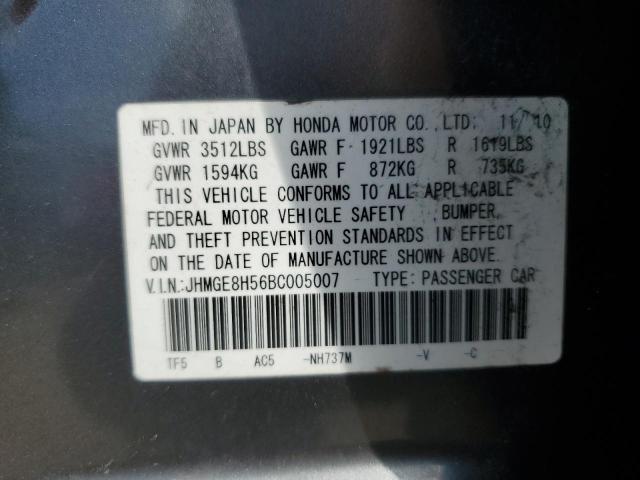 MFD. IN JAPAN BY HONDA MOTOR CO., LTD. 11/10
GVWR 3512LBS GAWR F - 1921LBS R 1619LBS
GVWR 1594KG GAWR F 872KG R 735KG
THIS VEHICLE CONFORMS TO ALL APPLICABLE
FEDERAL MOTOR VEHICLE SAFETY , BUMPER,
AND THEFT PREVENTION STANDARDS IN EFFECT
ON THE DATE OF MANUFACTURE SHOWN ABOVE.
V.I.N.:JHMGE8H56BC005007 TYPE: PASSENGER CAR
TF5 B AC5 -NH737M -V -C